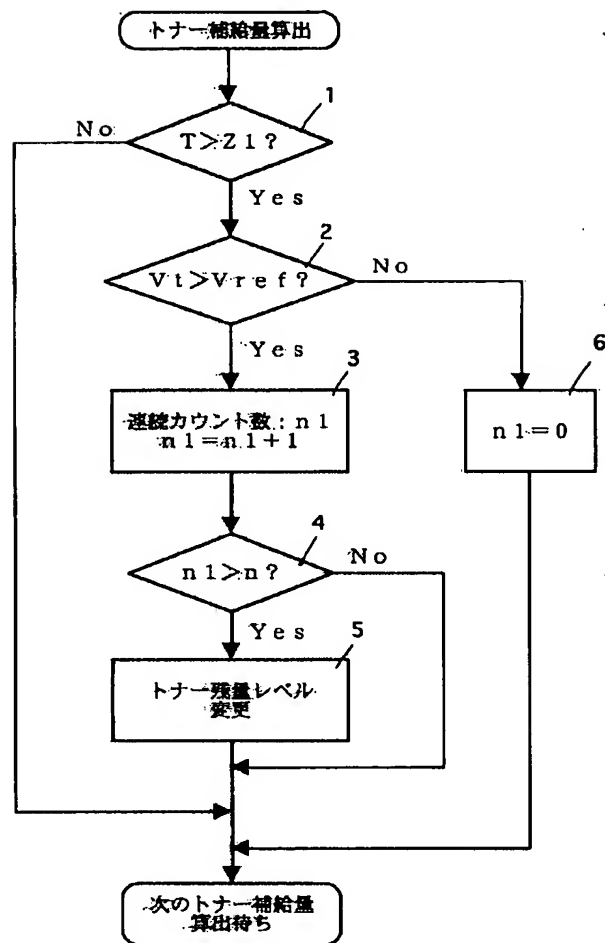 トナー補給量算出
1
No
T>Z1?
Yes
2
Vt>Vref?
No
Yes
3
6
連続カウント数:n1
n1=n1+1
n1=0
4
n1>n?
No
Yes
5
トナー残量レベル
変更
次のトナー補給量
算出待ち